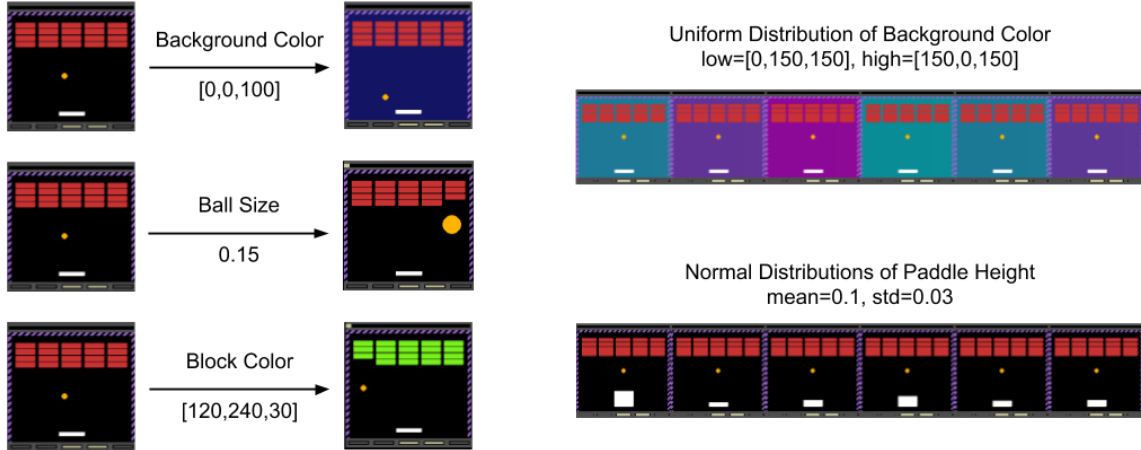 Background Color
[0,0,100]
Ball Size
0.15
Block Color
[120,240,30]
Uniform Distribution of Background Color
low=[0,150,150], high=[150,0,150]
Normal Distributions of Paddle Height
mean=0.1, std=0.03